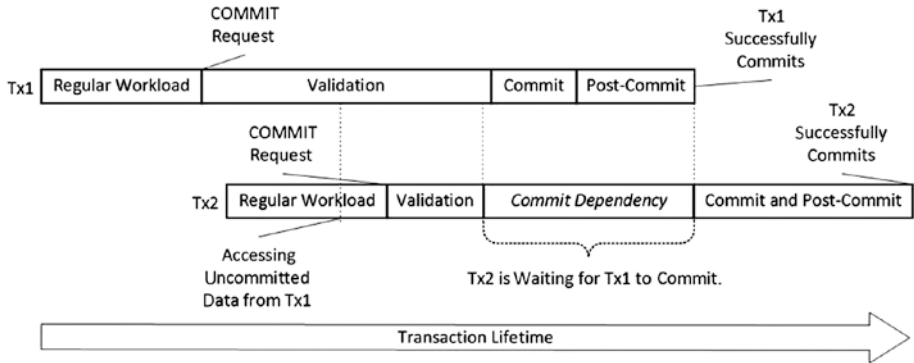 COMMIT
Request
Tx1
Successfully
Commits
Tx1
Regular Workload
Validation
Commit
Post-Commit
COMMIT
Request
Tx2
Successfully
Commits
Tx2
Regular Workload
Validation
Commit Dependency
Commit and Post-Commit
Accessing
Uncommitted
Data from Tx1
Tx2 is Waiting for Tx1 to Commit.
Transaction Lifetime